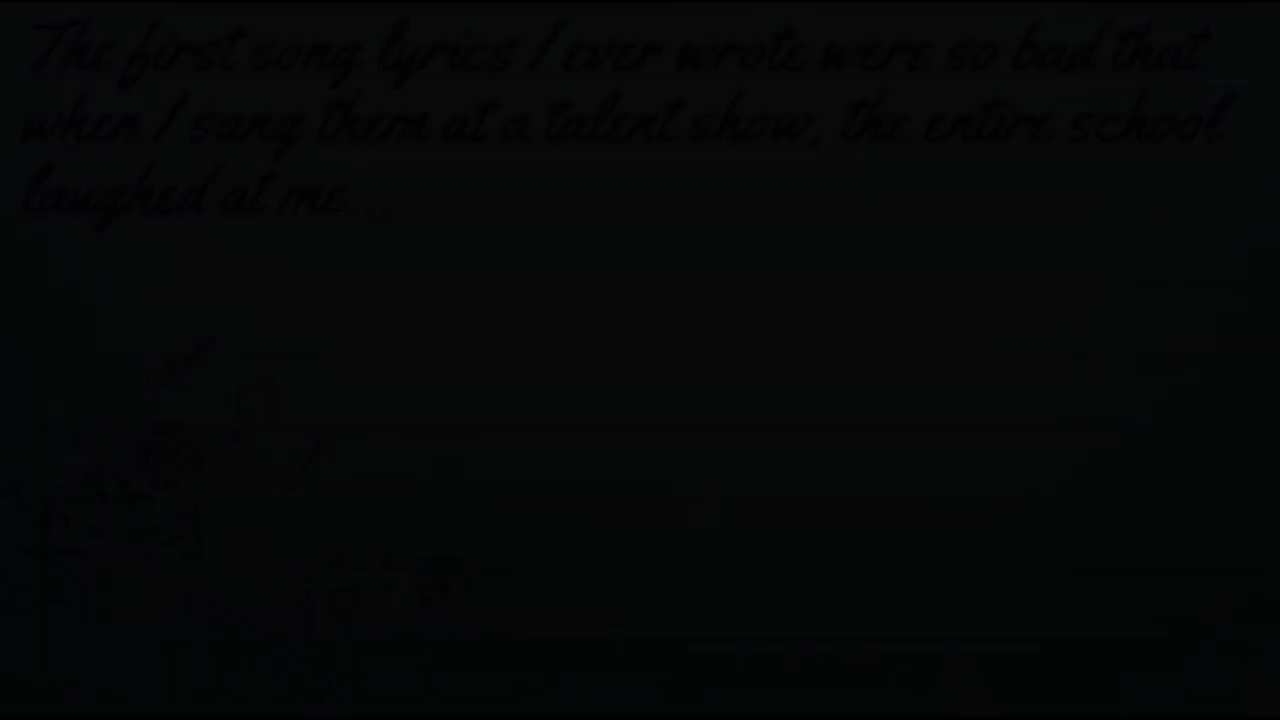 The first song lyrics I ever wrote were so bad that
when I sang them at a talent show, the entire school
laughed at me...